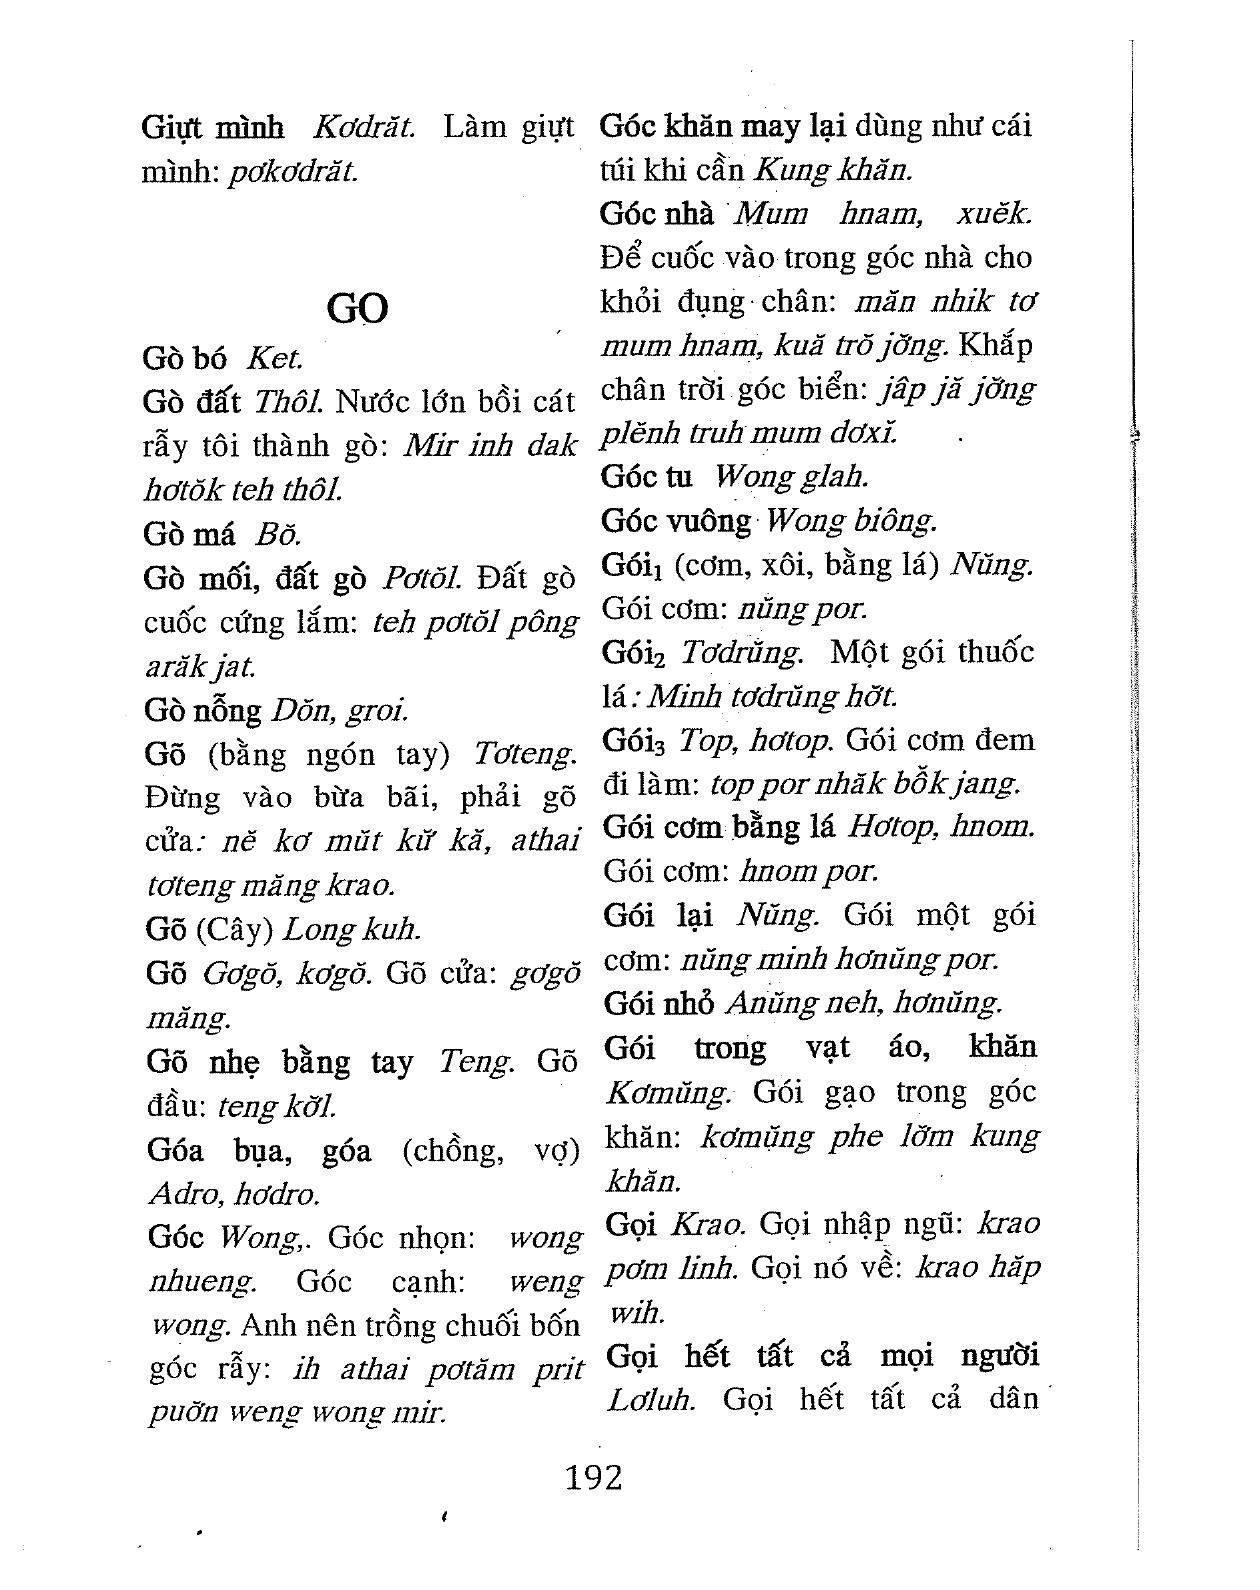 Giựt mình Kơdrăt. Làm giựt
mình: pơkơdrăt.
GO
Gò bó Ket.
Gò đất Thôl. Nước lớn bồi cát
rẫy tôi thành gò: Mir inh dak
hơtŏk teh thôl.
Gò má Bŏ.
Gò mối, đất gò Pơtŏl. Đất gò
cuốc cứng lắm: teh pơtŏl pông
arăk jat.
Gò nỗng Dŏn, groi.
Gõ (bằng ngón tay) Tơteng.
Đừng vào bừa bãi, phải gõ
cửa: nĕ kơ mŭt kư̆ kă, athai
tơteng măng krao.
Gõ (Cây) Long kuh.
Gõ Gơgŏ, kơgŏ. Gõ cửa: gơgŏ
măng.
Gõ nhẹ bằng tay Teng. Gõ
đầu: teng kơ̆l.
Góa bụa, góa (chồng, vợ)
Adro, hơdro.
Góc Wong,. Góc nhọn: wong
nhueng. Góc cạnh: weng
wong. Anh nên trồng chuối bốn
góc rẫy: ih athai pơtăm prit
puơ̆n weng wong mir.
Góc khăn may lại dùng như cái
túi khi cần Kung khăn.
Góc nhà Mum hnam, xuĕk.
Để cuốc vào trong góc nhà cho
khỏi đụng chân: măn nhik tơ
mum hnam, kuă trŏ jơ̆ng. Khắp
chân trời góc biển: jâp jă jơ̆ng
plĕnh truh mum dơxĭ.
Góc tu Wong glah.
Góc vuông Wong biông.
Gói₁ (cơm, xôi, bằng lá) Nŭng.
Gói cơm: nŭng por.
Gói₂ Tơdrŭng. Một gói thuốc
lá: Minh tơdrŭng hơ̆t.
Gói₃ Top, hơtop. Gói cơm đem
đi làm: top por nhăk bŏ̆k jang.
Gói cơm bằng lá Hơtop, hnom.
Gói cơm: hnom por.
Gói lại Nŭng. Gói một gói
cơm: nŭng minh hơnŭng por.
Gói nhỏ Anŭng neh, hơnŭng.
Gói trong vạt áo, khăn
Kơmŭng. Gói gạo trong góc
khăn: kơmŭng phe lơ̆m kung
khăn.
Gọi Krao. Gọi nhập ngũ: krao
pơm linh. Gọi nó về: krao hăp
wih.
Gọi hết tất cả mọi người
Lơluh. Gọi hết tất cả dân
192